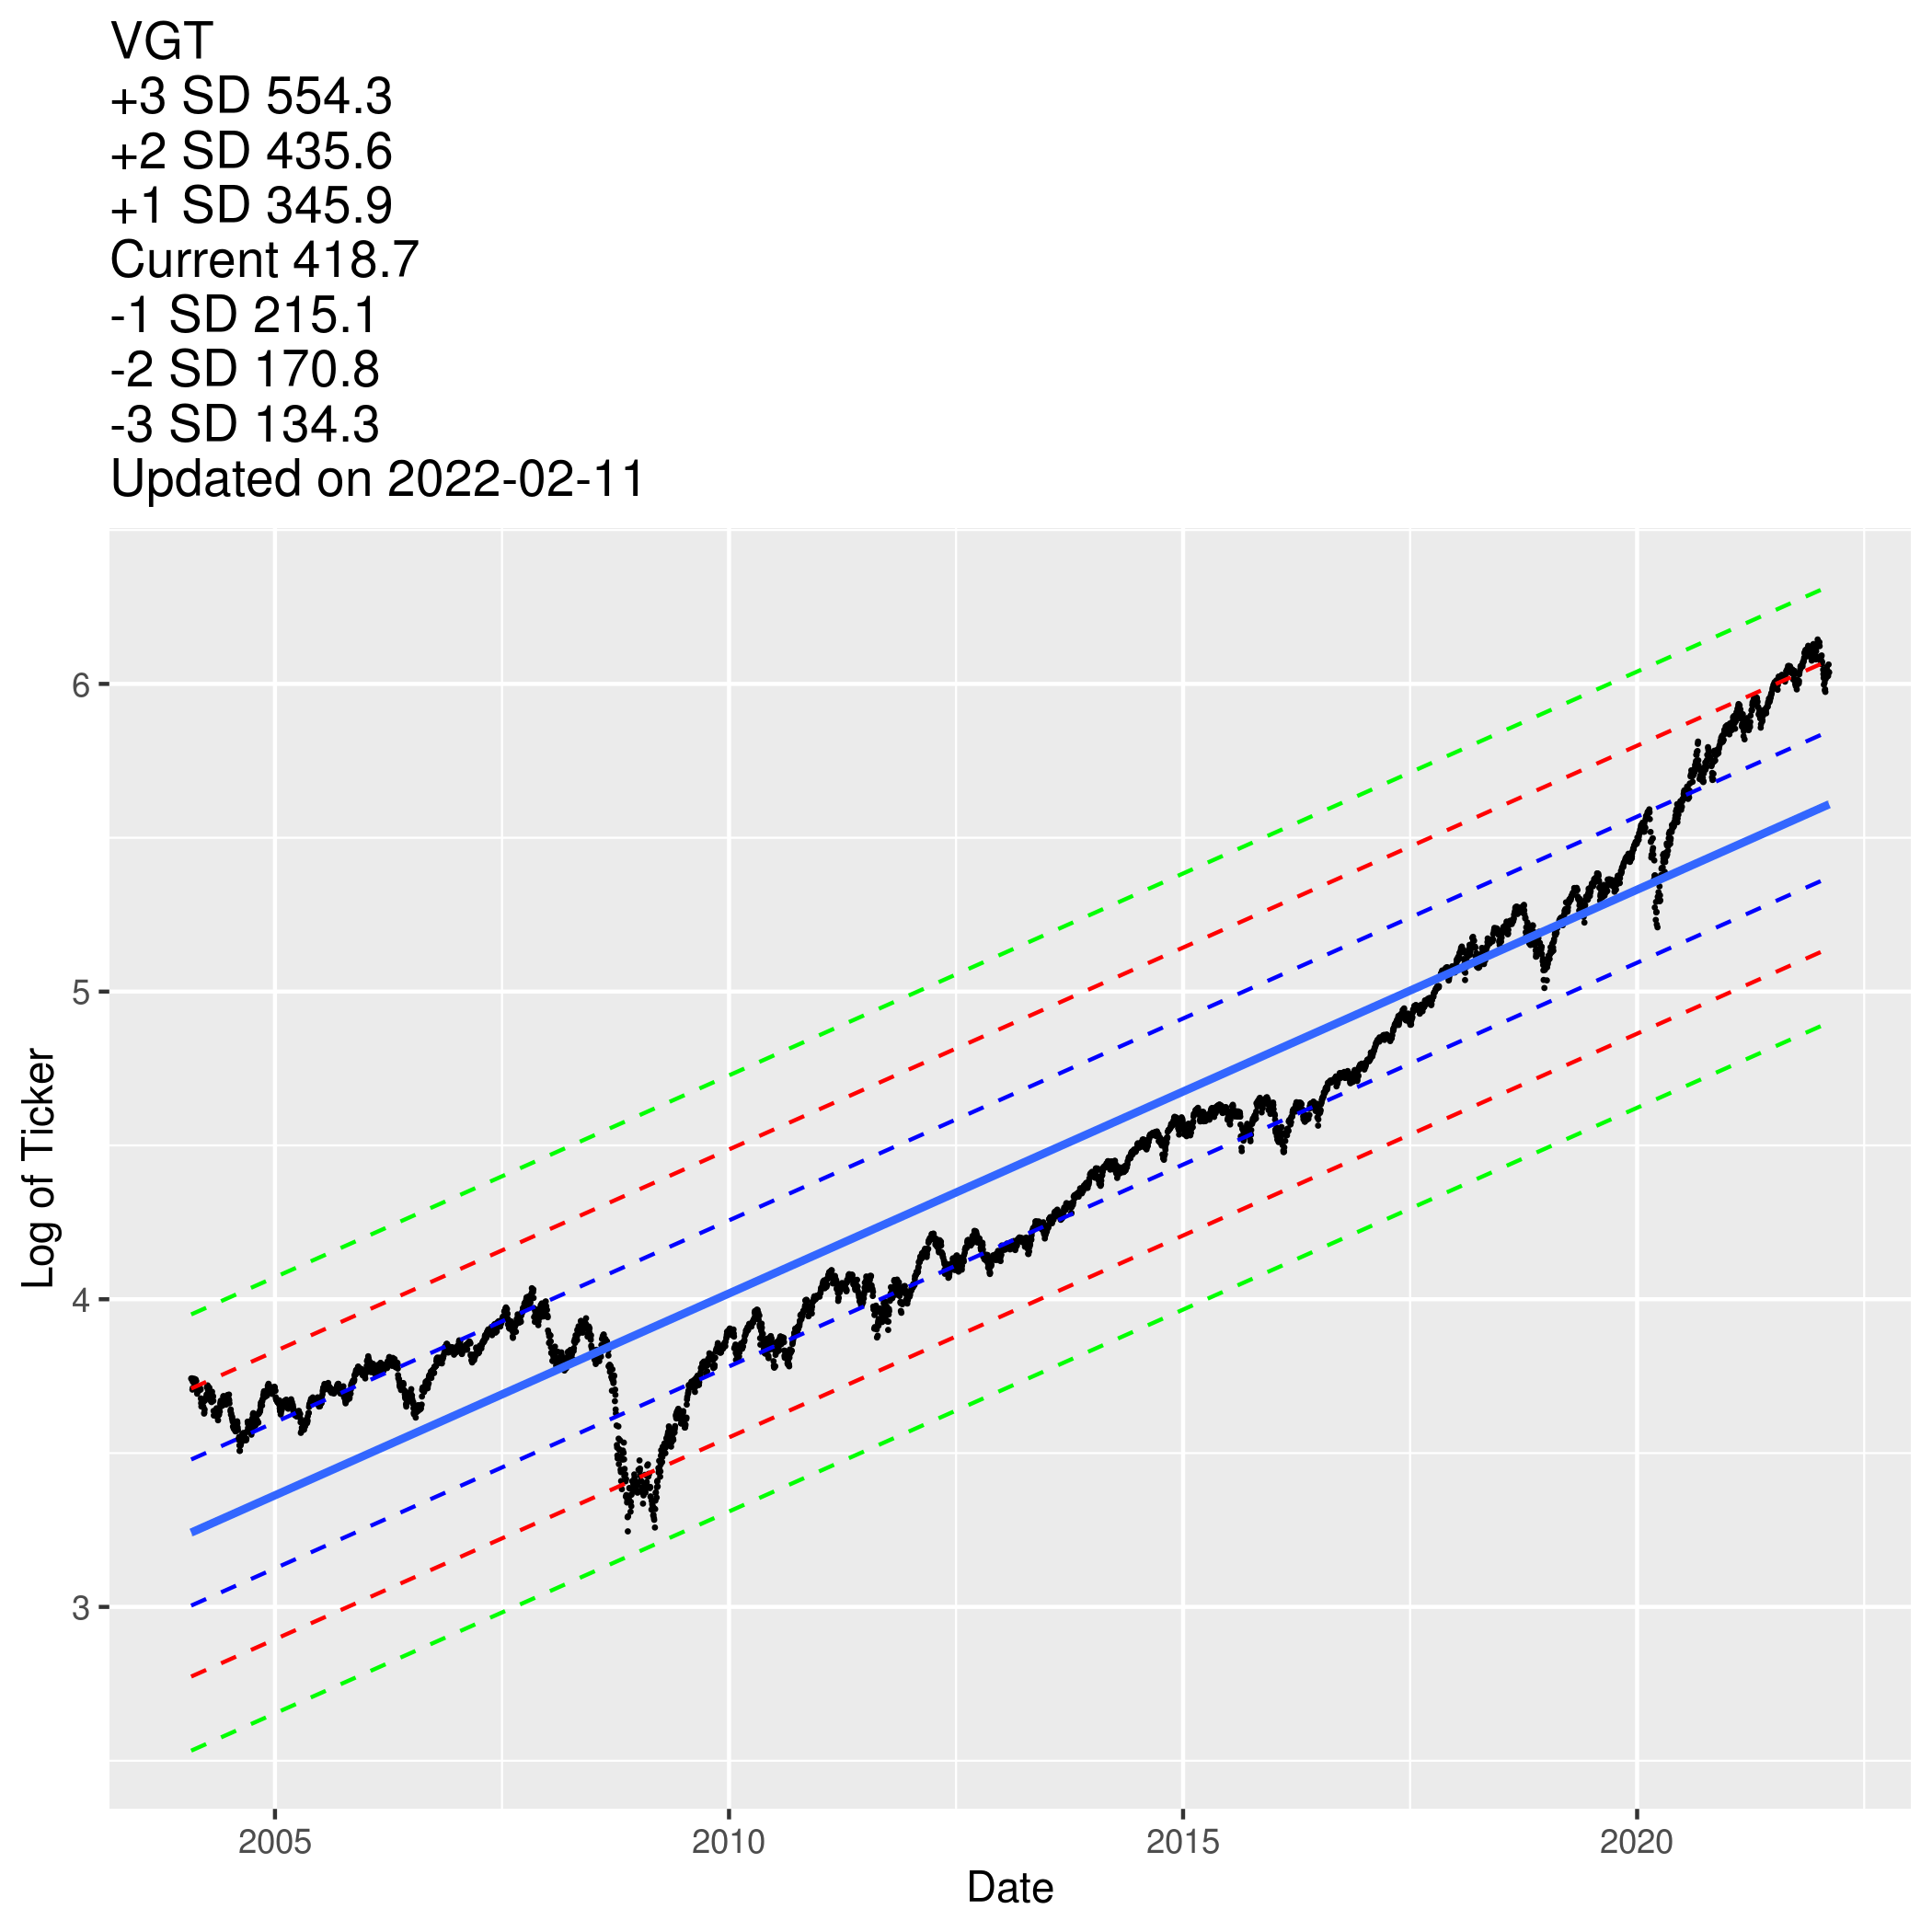 VGT
+3 SD 554.3
+2 SD 435.6
+1 SD 345.9
Current 418.7
-1 SD 215.1
-2 SD 170.8
-3 SD 134.3
Updated on 2022-02-11
Log of Ticker
6
5
4
3
2005 2010 2015 2020
Date